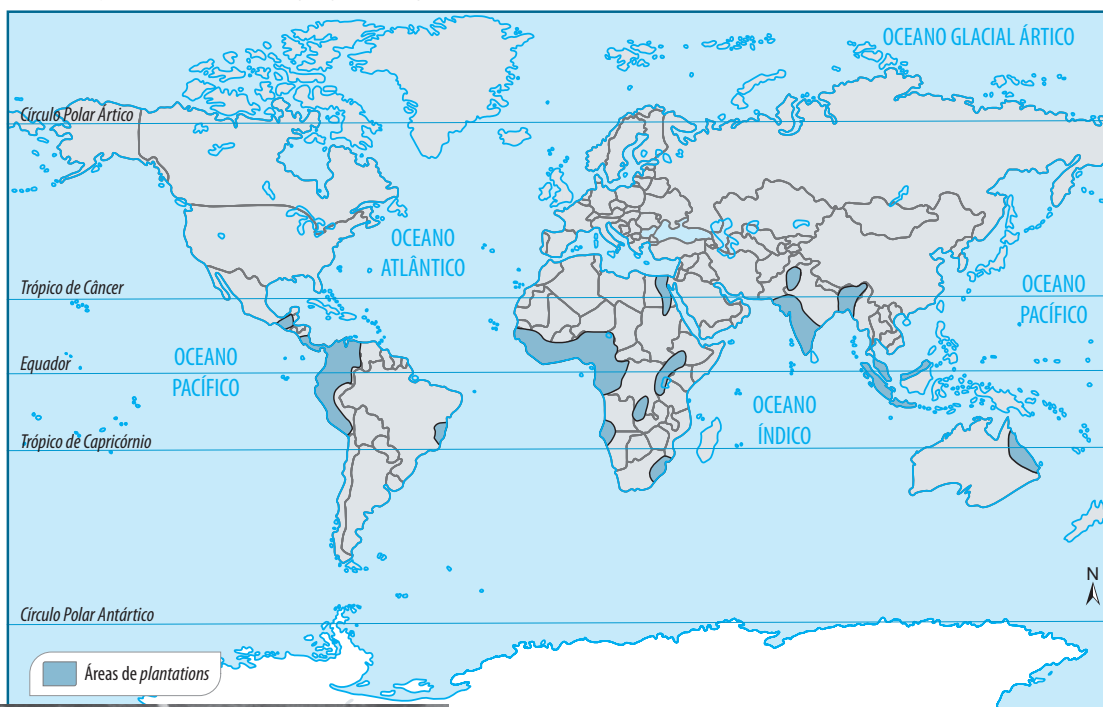 OCEANO GLACIAL ÁRTICO
Círculo Polar Ártico
OCEANO
ATLÂNTICO
Trópico de Câncer
OCEANO
PACÍFICO
OCEANO
PACÍFICO
Equador
OCEANO
ÍNDICO
Trópico de Capricórnio
N
Círculo Polar Antártico
Áreas de plantations